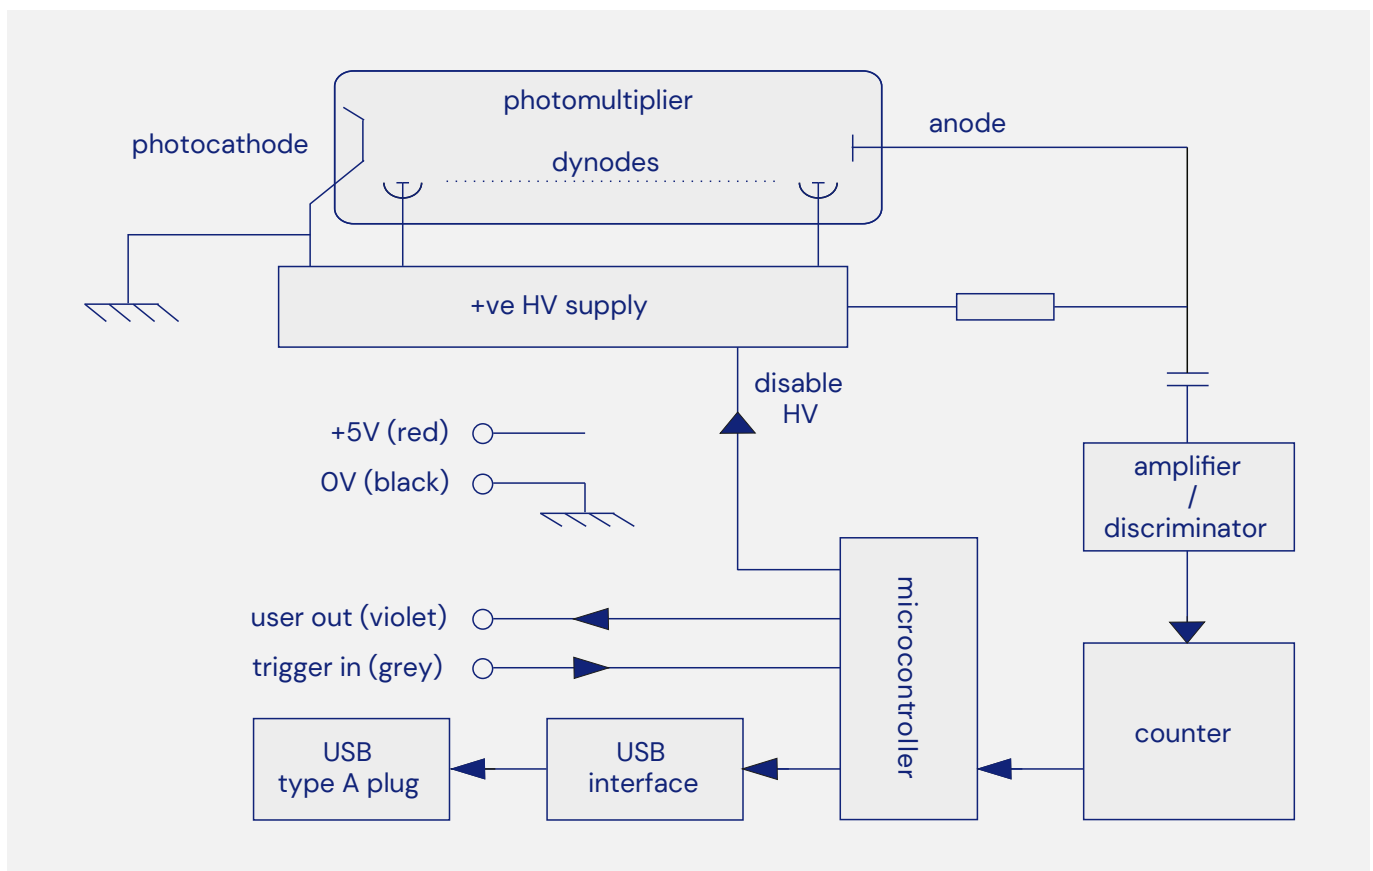 photomultiplier
anode
photocathode
dynodes
+ve HV supply
disable
HV
+5V (red)
0V (black)
amplifier
/
discriminator
microcontroller
user out (violet)
trigger in (grey)
counter
USB
type A plug
USB
interface